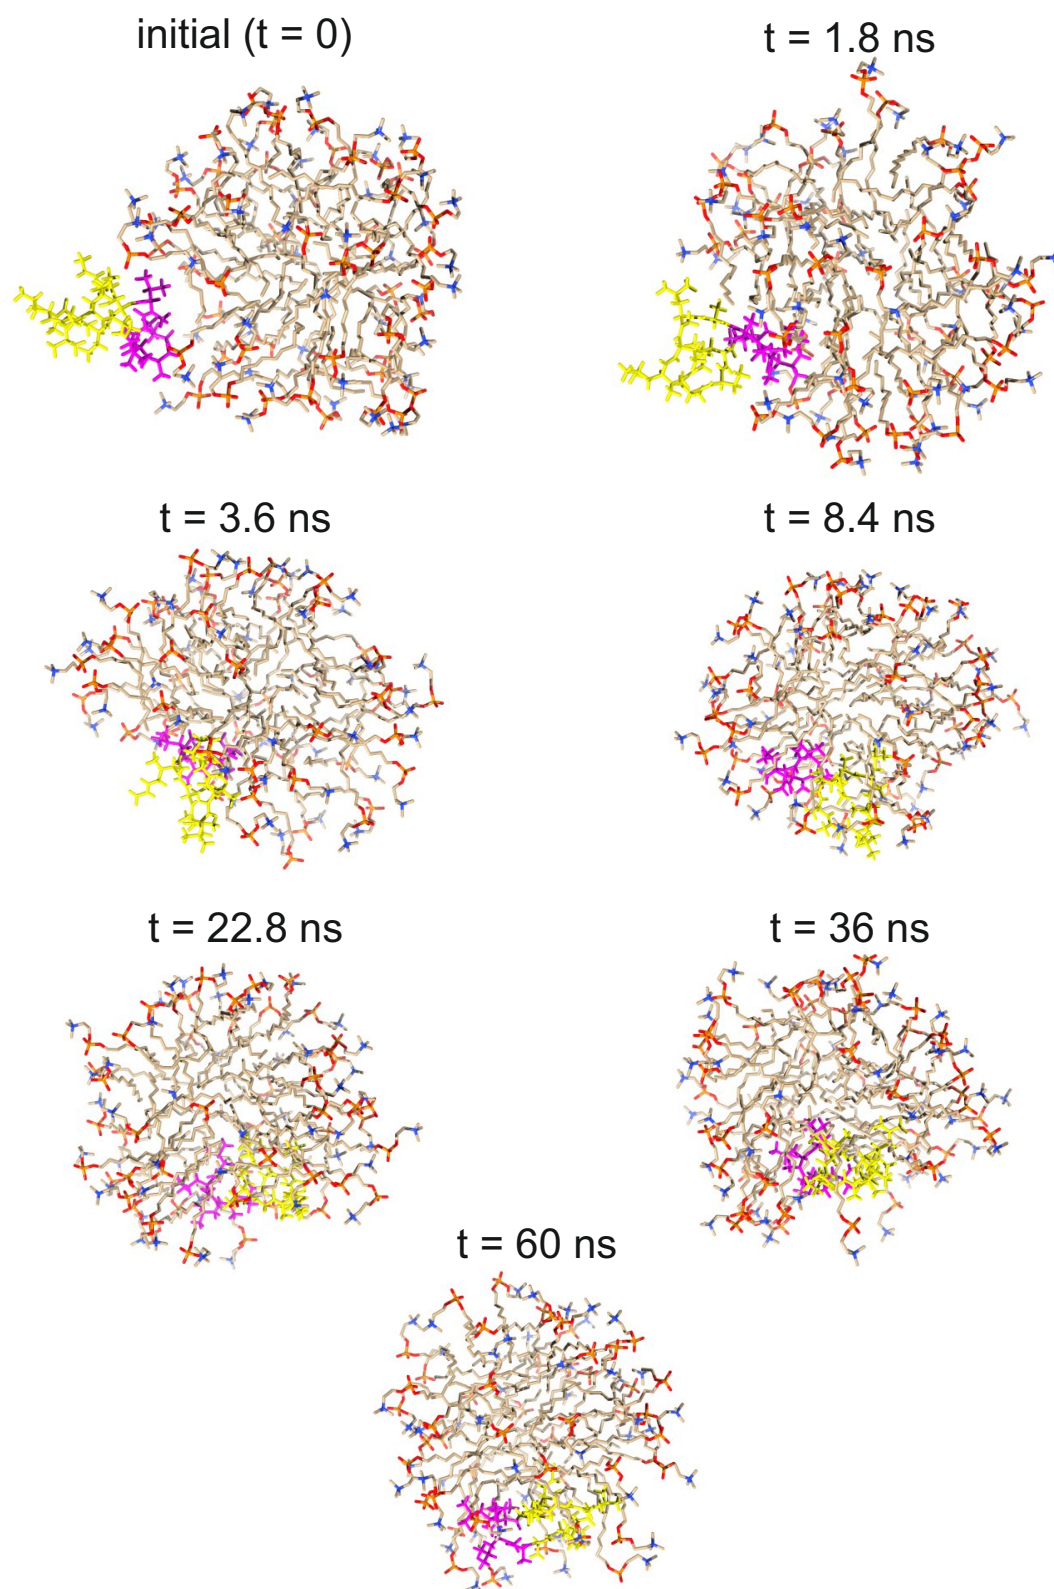 initial (t = 0)
t = 1.8 ns
t = 3.6 ns
t = 8.4 ns
t = 22.8 ns
t = 36 ns
t = 60 ns